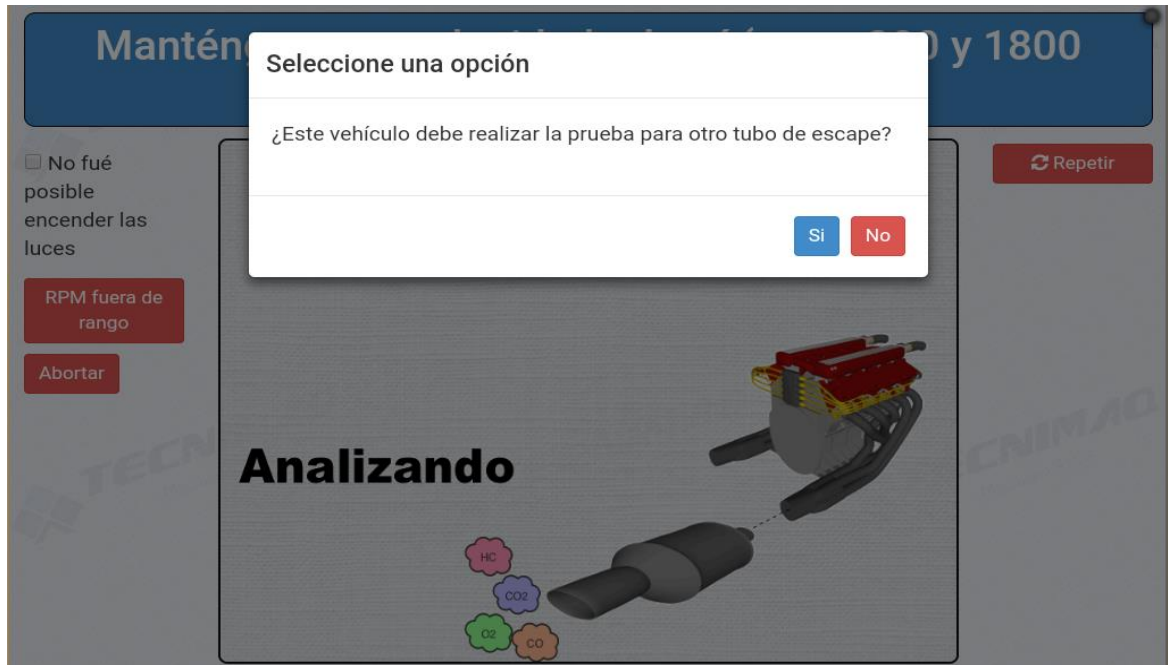 Mantén
y 1800
Seleccione una opción
¿Este vehículo debe realizar la prueba para otro tubo de escape?
Si
No
No fué
posible
encender las
luces
RPM fuera de
rango
Abortar
Repetir
Analizando
HC
CO2
O2
CO